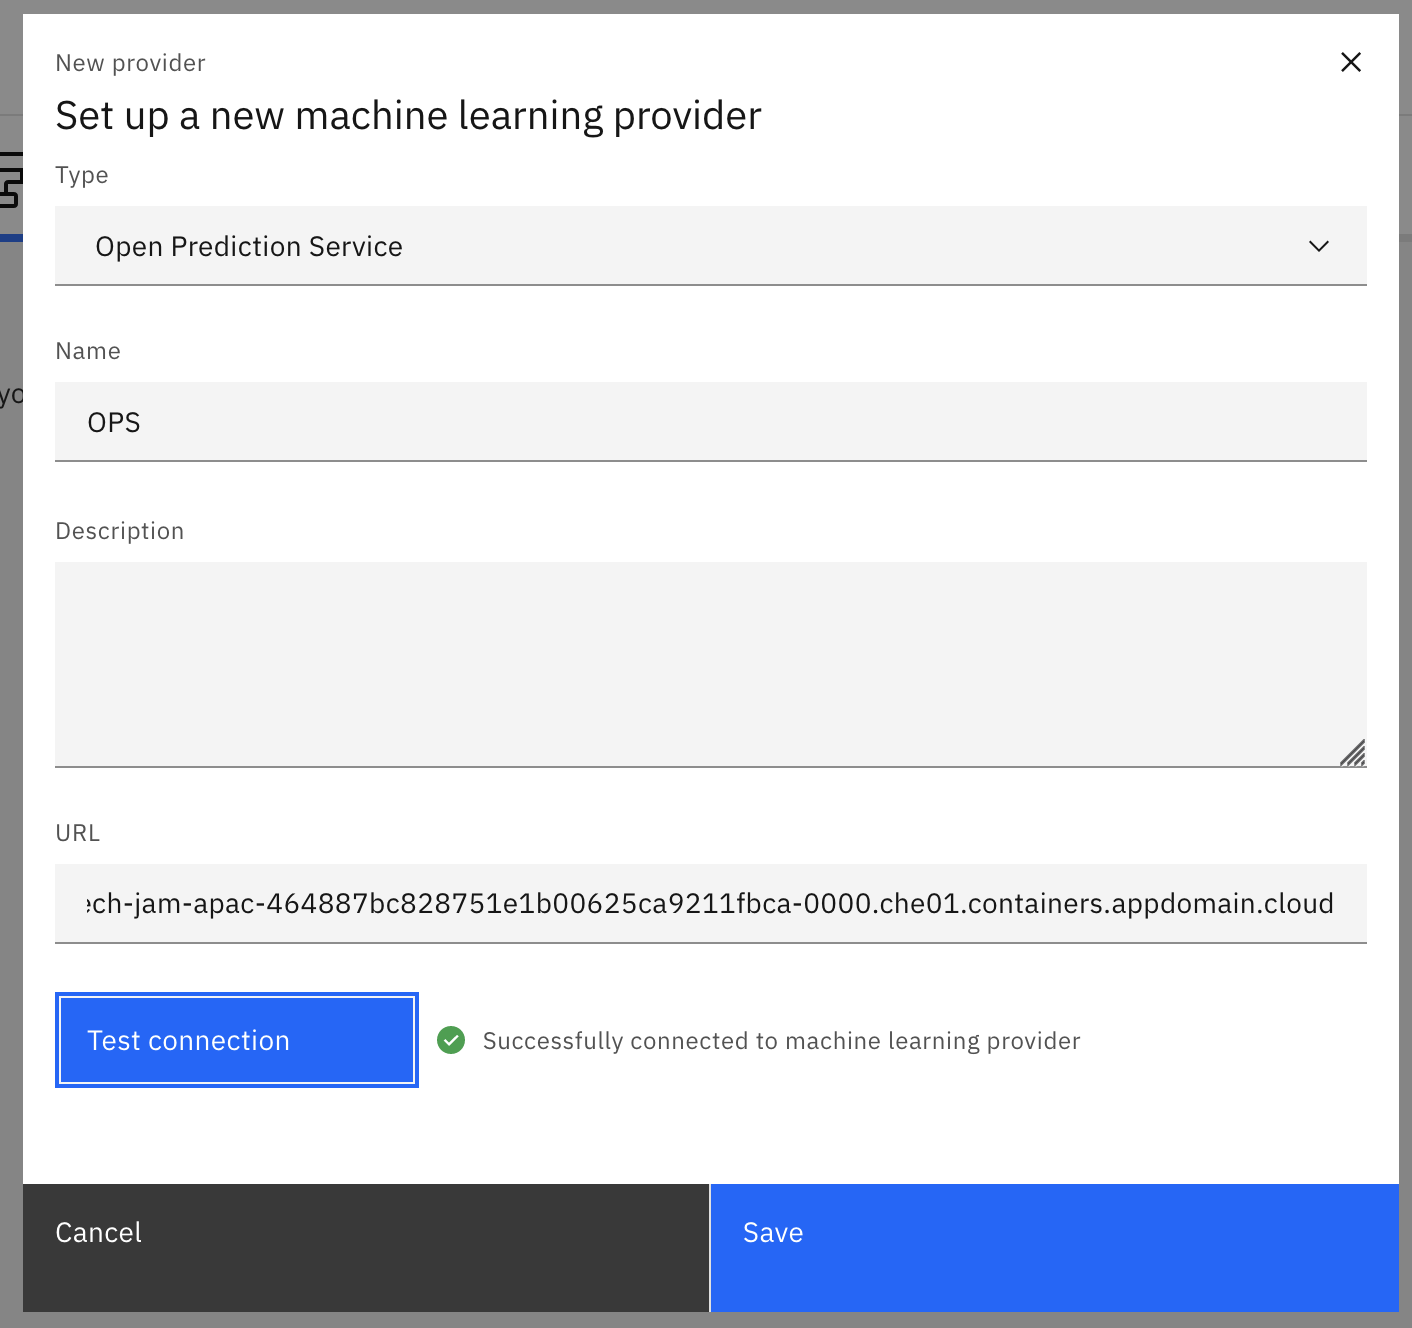 New provider
Set up a new machine learning provider
Type
Open Prediction Service
Name
OPS
Description
URL
ech-jam-apac-464887bc828751e1b00625ca9211fbca-0000.che01.containers.appdomain.cloud
Test connection
Successfully connected to machine learning provider
Cancel
Save
yo